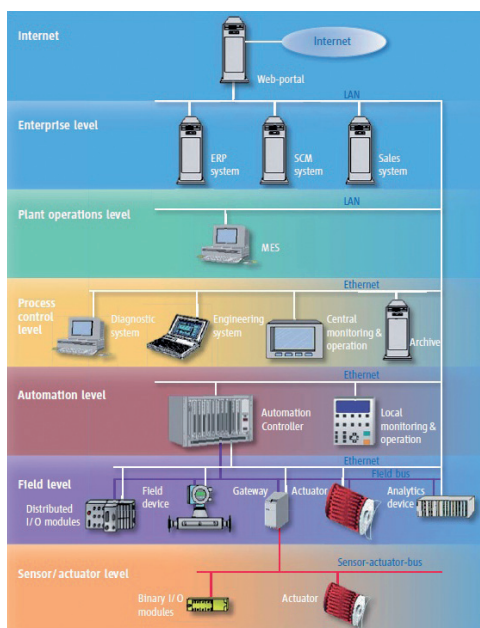 Internet
Internet
Web-portal
LAN
Enterprise level
ERP
system
SCM
system
Sales
system
LAN
Plant operations level
MES
Ethernet
Process
control
level
Diagnostic
system
Engineering
system
Central
monitoring &
operation
Archive
Ethernet
Automation level
Automation
Controller
Local
monitoring &
operation
Ethernet
Field bus
Field level
Distributed
I/O modules
Field
device
Gateway
Actuator
Analytics
device
Sensor-actuator-bus
Sensor/actuator level
Binary I/O
modules
Actuator